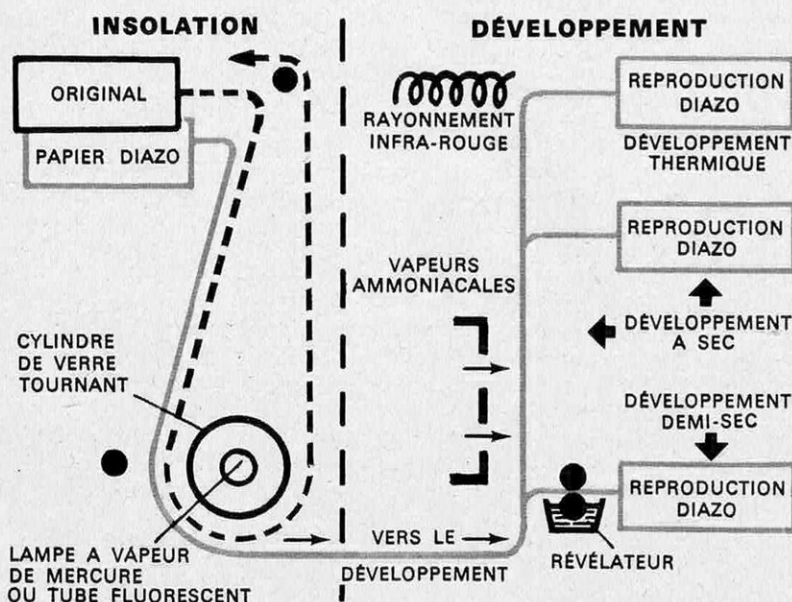 INSOLATION
ORIGINAL
PAPIER DIAZO
CYLINDRE
DE VERRE
TOURNANT
LAMPE A VAPEUR
DE MERCURE
OU TUBE FLUORESCENT
DÉVELOPPEMENT
RAYONNEMENT
INFRA-ROUGE
REPRODUCTION
DIAZO
DÉVELOPPEMENT
THERMIQUE
REPRODUCTION
DIAZO
VAPEURS
AMMONIACALES
DÉVELOPPEMENT
A SEC
DÉVELOPPEMENT
DEMI-SEC
REPRODUCTION
DIAZO
RÉVÉLATEUR
VERS LE
DÉVELOPPEMENT